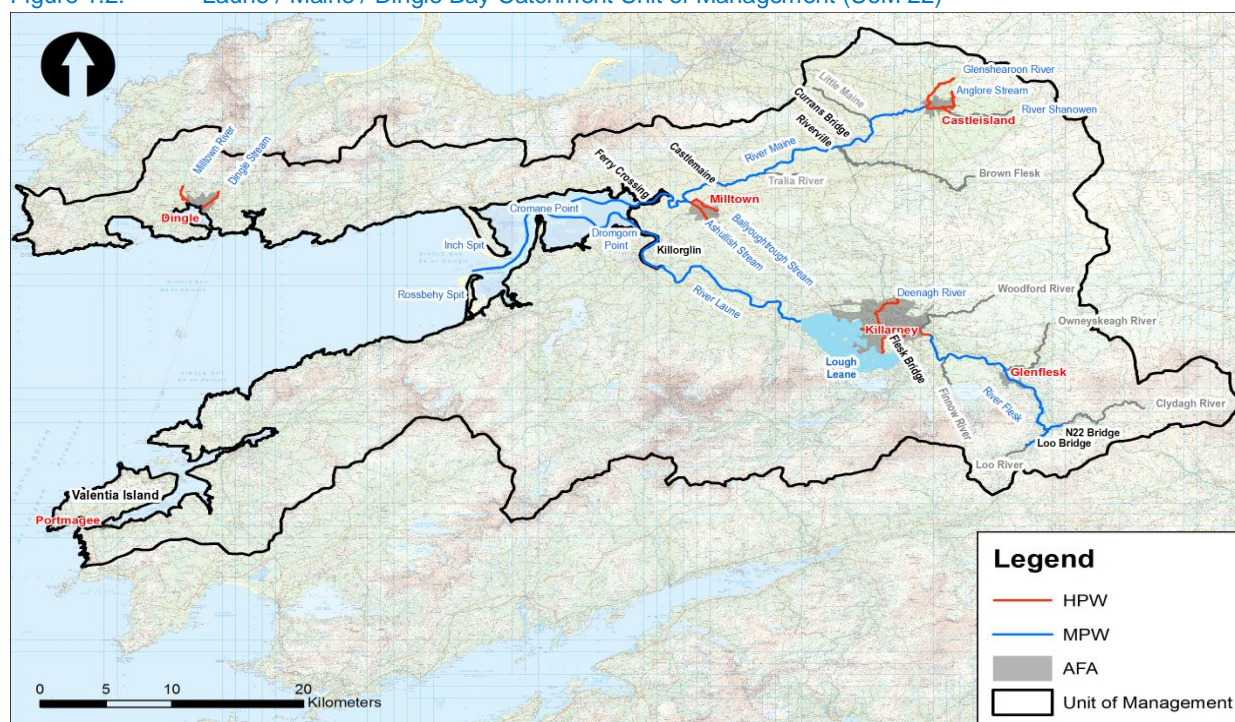 Figure 1.2: Laune / Maine / Dingle Bay Catchment Unit of Management (UoM 22)
Glenshearoon River
Little Maine
Anglore Stream
River Shanowen
Castleisland
Currans Bridge
Riverville
Milltown River
Dingle Stream
Dingle
Castlemaine
River Maine
Ferry Crossing
Tralia River
Brown Flesk
Milltown
Cromane Point
Inch Spit
Dromgorn
Point
Killorglin
Ashullish Stream
Ballyoughtrough Stream
Rossbehy Spit
River Laune
Deenagh River
Woodford River
Owneyskeagh River
Killarney
Flesk Bridge
Lough
Leane
Glenflesk
River Flesk
Finnow River
Clydagh River
N22 Bridge
Loo Bridge
Loo River
Valentia Island
Portmagee
Legend
HPW
MPW
AFA
Unit of Management
0 5 10 20
Kilometers